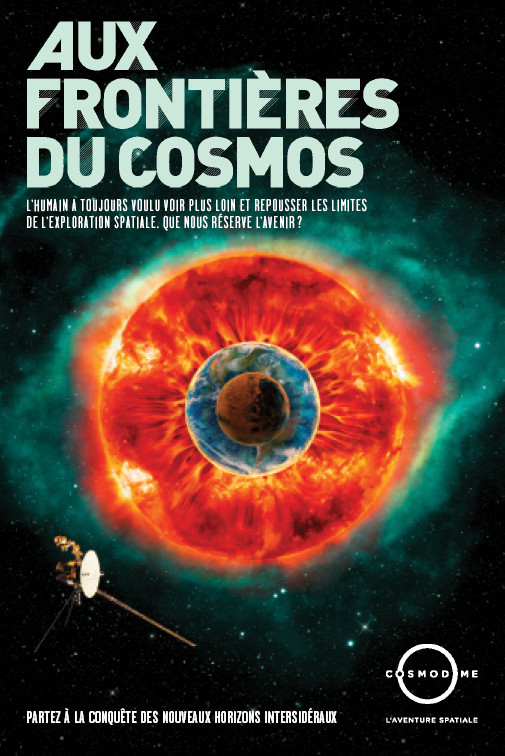 AUX
FRONTIÈRES
DU COSMOS
L'HUMAIN A TOUJOURS VOULU VOIR PLUS LOIN ET REPOUSSER LES LIMITES
DE L'EXPLORATION SPATIALE. QUE NOUS RÉSERVE L'AVENIR ?
COSMODOME
L'AVENTURE SPATIALE
PARTEZ À LA CONQUÊTE DES NOUVEAUX HORIZONS INTERSIDÉRAUX